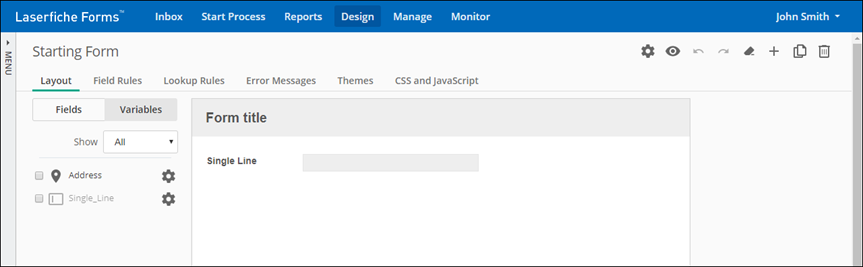 Laserfiche Forms™ Inbox Start Process Reports Design Manage Monitor John Smith
MENU
Starting Form
Layout Field Rules Lookup Rules Error Messages Themes CSS and JavaScript
Fields Variables
Form title
Show All
Single Line
Address
Single_Line